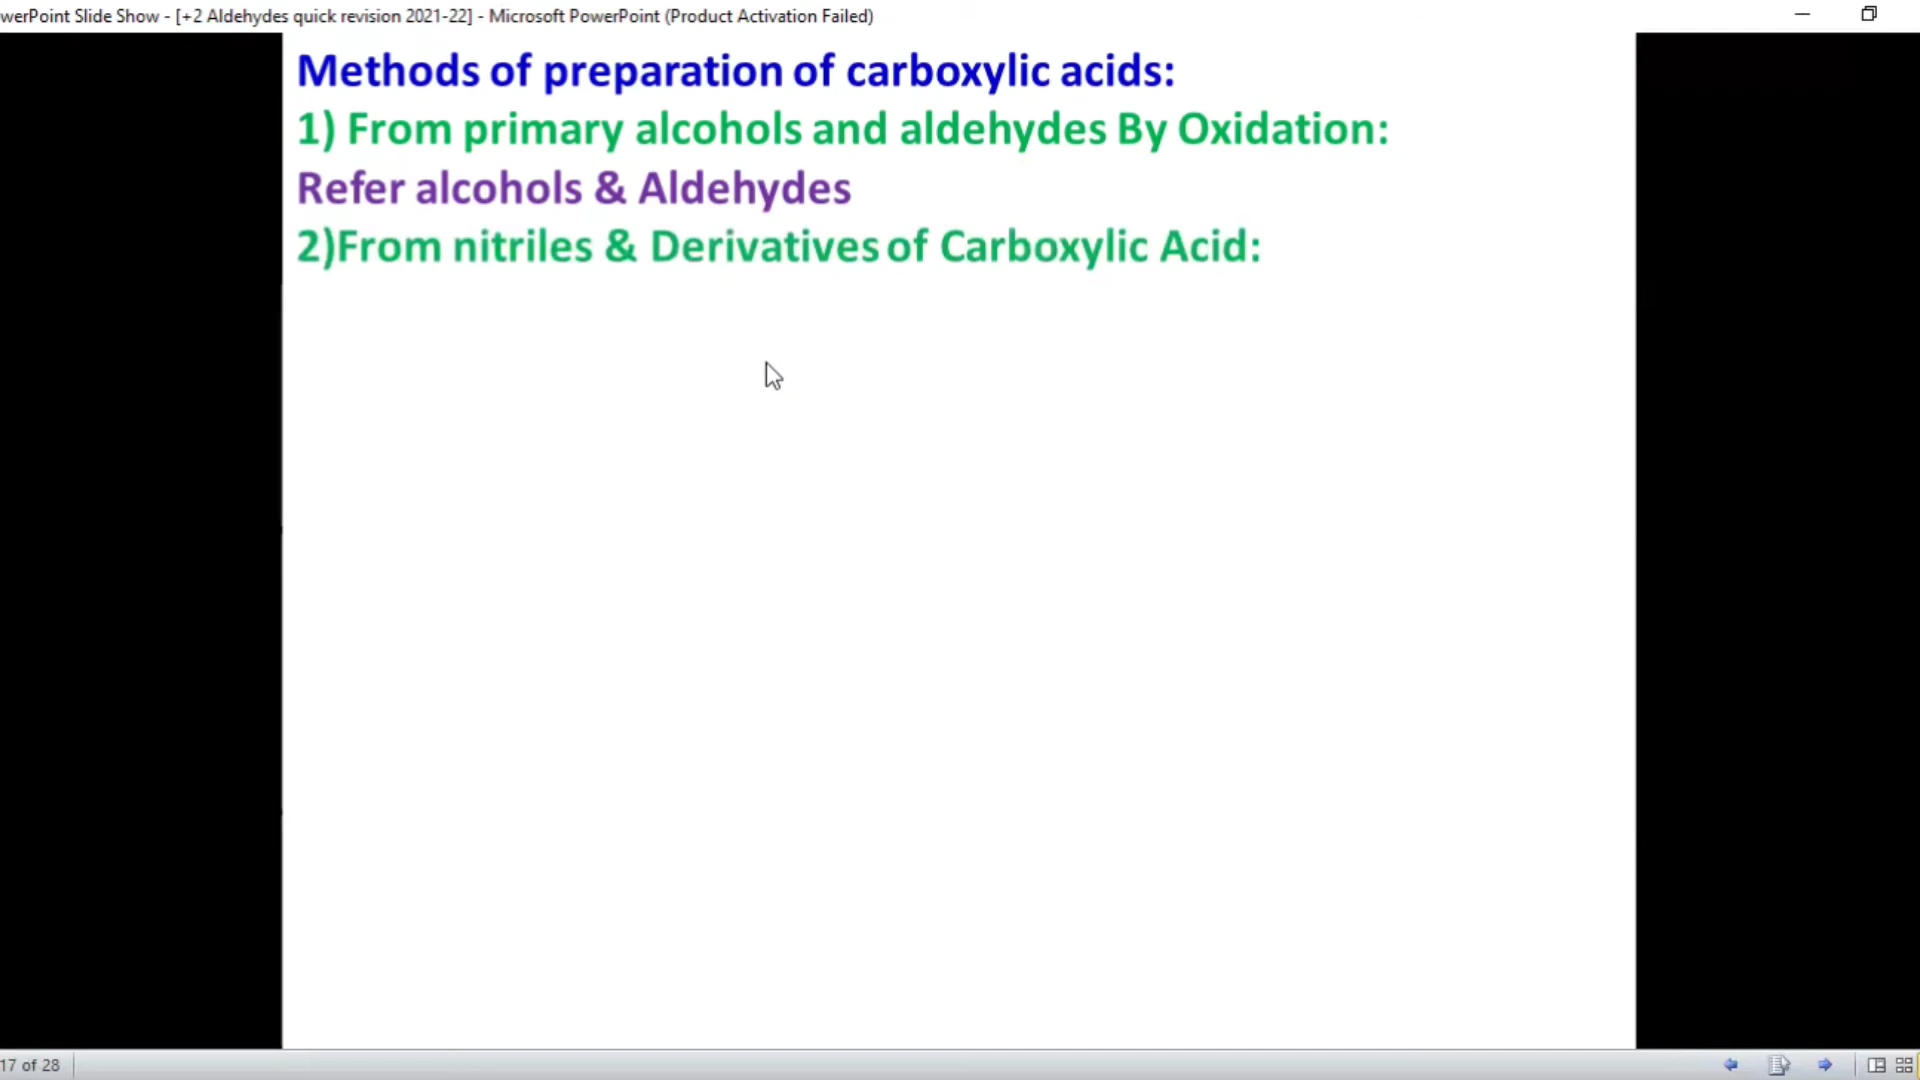 werPoint Slide Show - [+2 Aldehydes quick revision 2021-22] - Microsoft PowerPoint (Product Activation Failed)
Methods of preparation of carboxylic acids:
1) From primary alcohols and aldehydes By Oxidation:
Refer alcohols & Aldehydes
2)From nitriles & Derivatives of Carboxylic Acid:
17 of 28